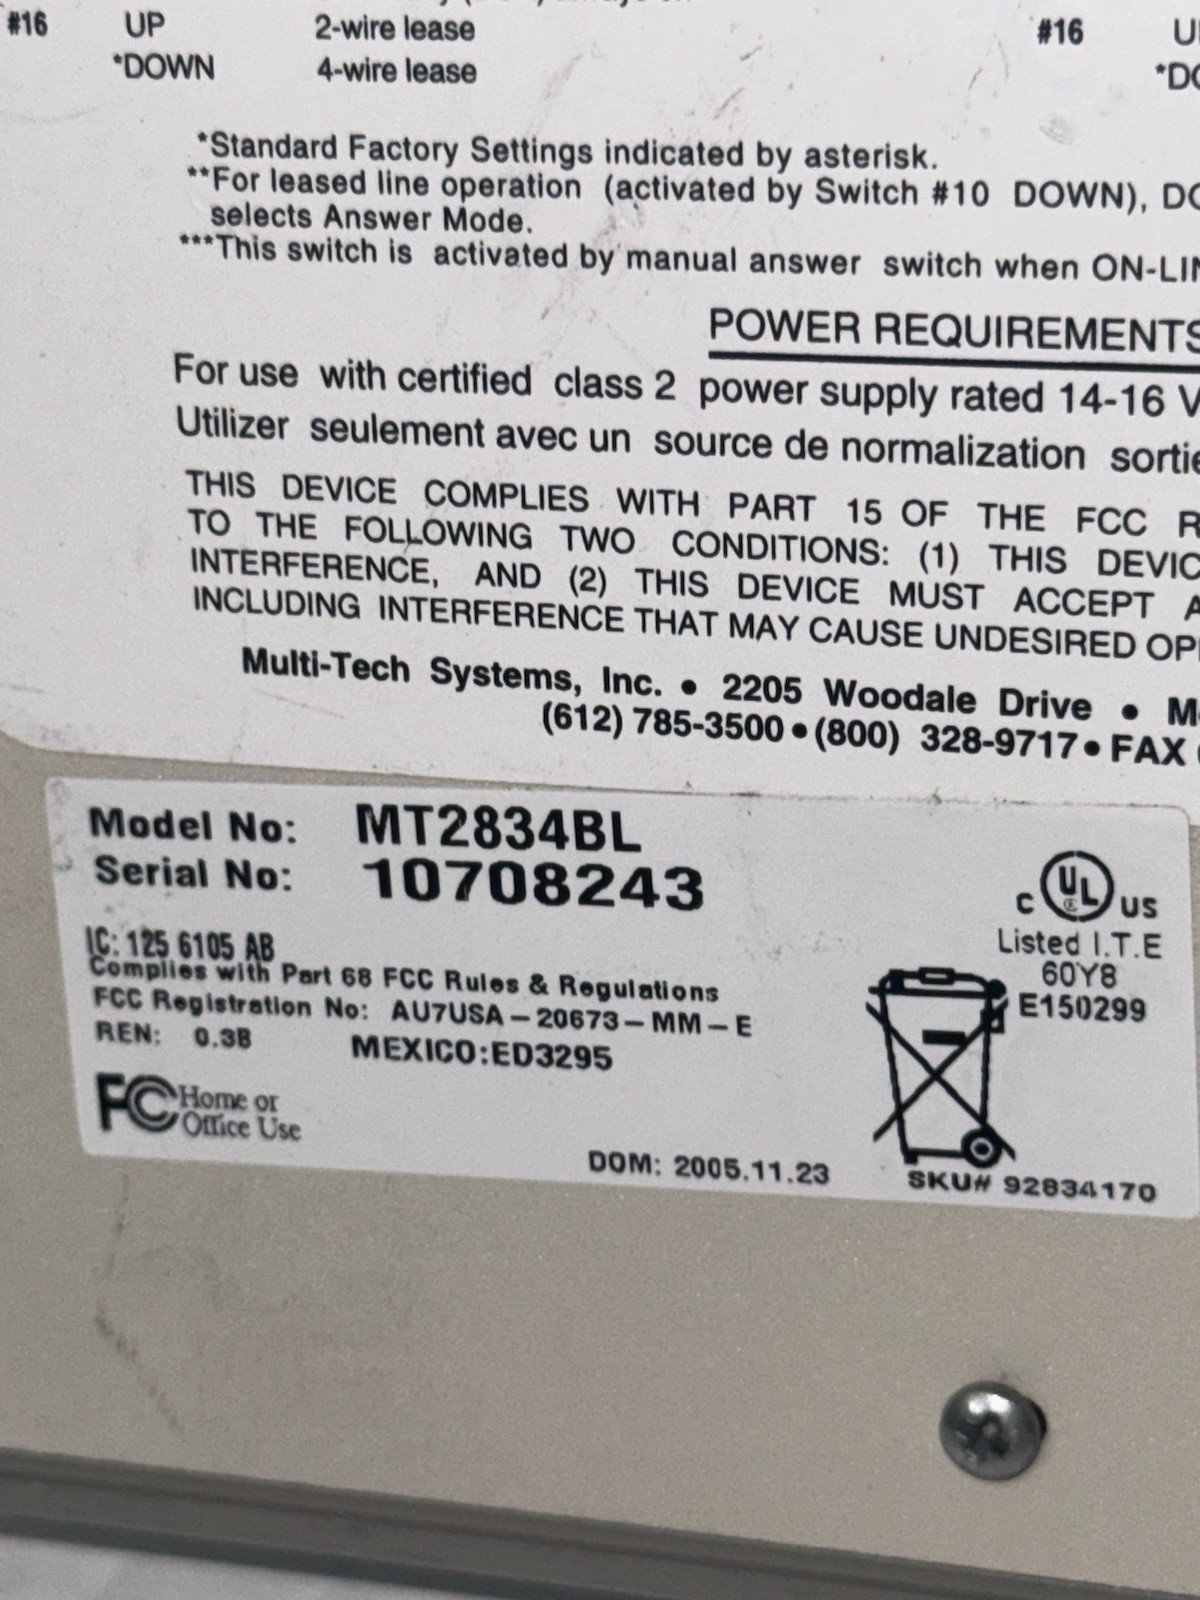 #16 UP 2-wire lease #16
*DOWN 4-wire lease
*Standard Factory Settings indicated by asterisk.
**For leased line operation (activated by Switch #10 DOWN),
selects Answer Mode.
***This switch is activated by manual answer switch when
POWER REQUIREMENTS
For use with certified class 2 power supply rated 14-16
Utilizer seulement avec un source de normalization
THIS DEVICE COMPLIES WITH PART 15 OF THE FCC
TO THE FOLLOWING TWO CONDITIONS: (1) THIS
INTERFERENCE, AND (2) THIS DEVICE MUST ACCEPT
INCLUDING INTERFERENCE THAT MAY CAUSE UNDESIRED
Multi-Tech Systems, Inc. • 2205 Woodale Drive •
(612) 785-3500 • (800) 328-9717 • FAX
Model No: MT2834BL
Serial No: 10708243
C UL US
Listed I.T.E
60Y8
E150299
IC: 125 6105 AB
Complies with Part 68 FCC Rules & Regulations
FCC Registration No: AU7USA-20673-MM-E
REN: 0.3B MEXICO:ED3295
FC Home or
Office Use
DOM: 2005.11.23 SKU# 92834170